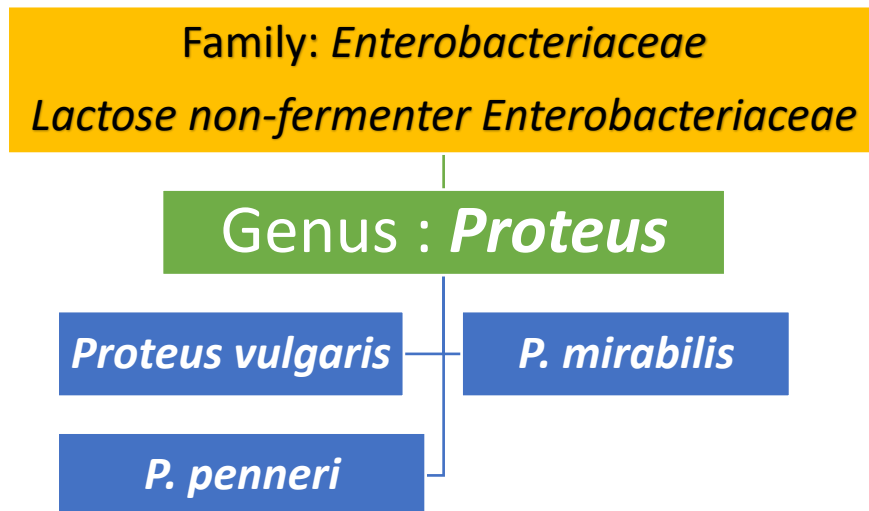 Family: Enterobacteriaceae
Lactose non-fermenter Enterobacteriaceae
Genus : Proteus
Proteus vulgaris
P. mirabilis
P. penneri